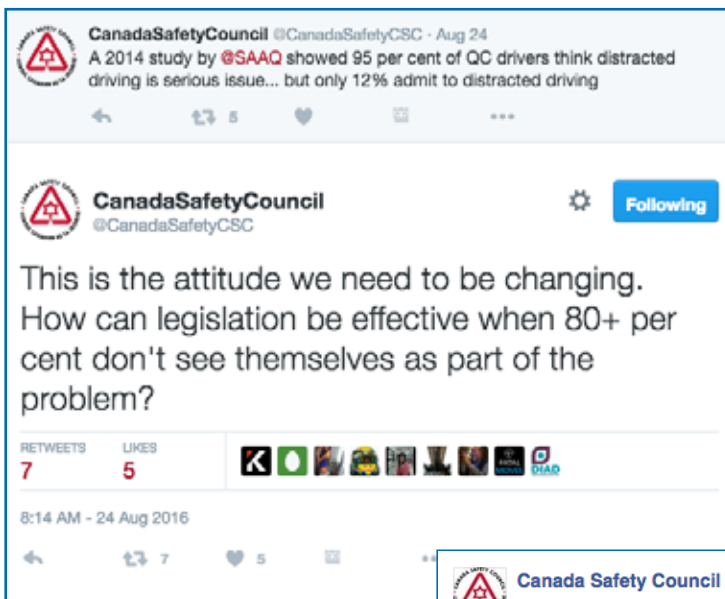 CanadaSafetyCouncil @CanadaSafetyCSC · Aug 24
A 2014 study by @SAAQ showed 95 per cent of QC drivers think distracted
driving is serious issue... but only 12% admit to distracted driving
5
CanadaSafetyCouncil
@CanadaSafetyCSC
Following
This is the attitude we need to be changing.
How can legislation be effective when 80+ per
cent don't see themselves as part of the
problem?
RETWEETS LIKES
7 5
K
DIAD
8:14 AM - 24 Aug 2016
7 5
Canada Safety Council